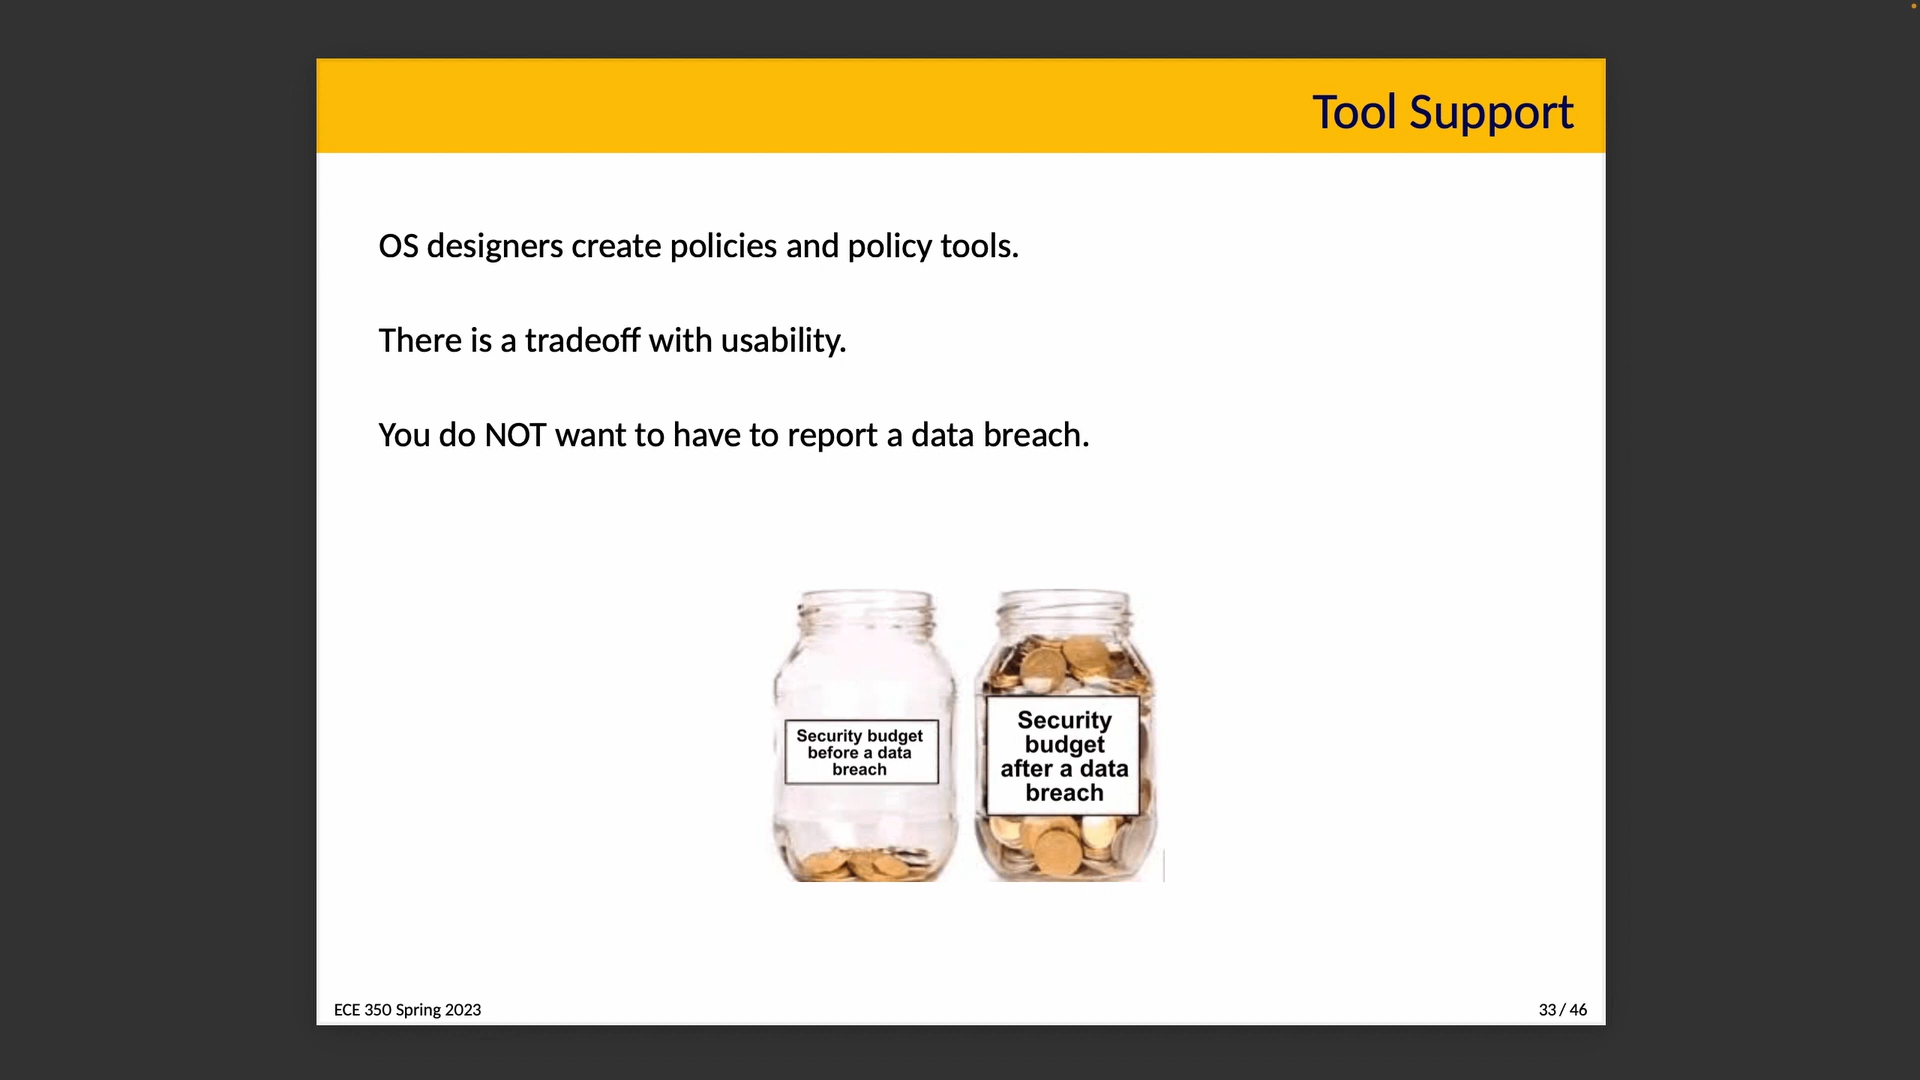 Tool Support
OS designers create policies and policy tools.
There is a tradeoff with usability.
You do NOT want to have to report a data breach.
Security budget
before a data
breach
Security
budget
after a data
breach
ECE 350 Spring 2023
33 / 46